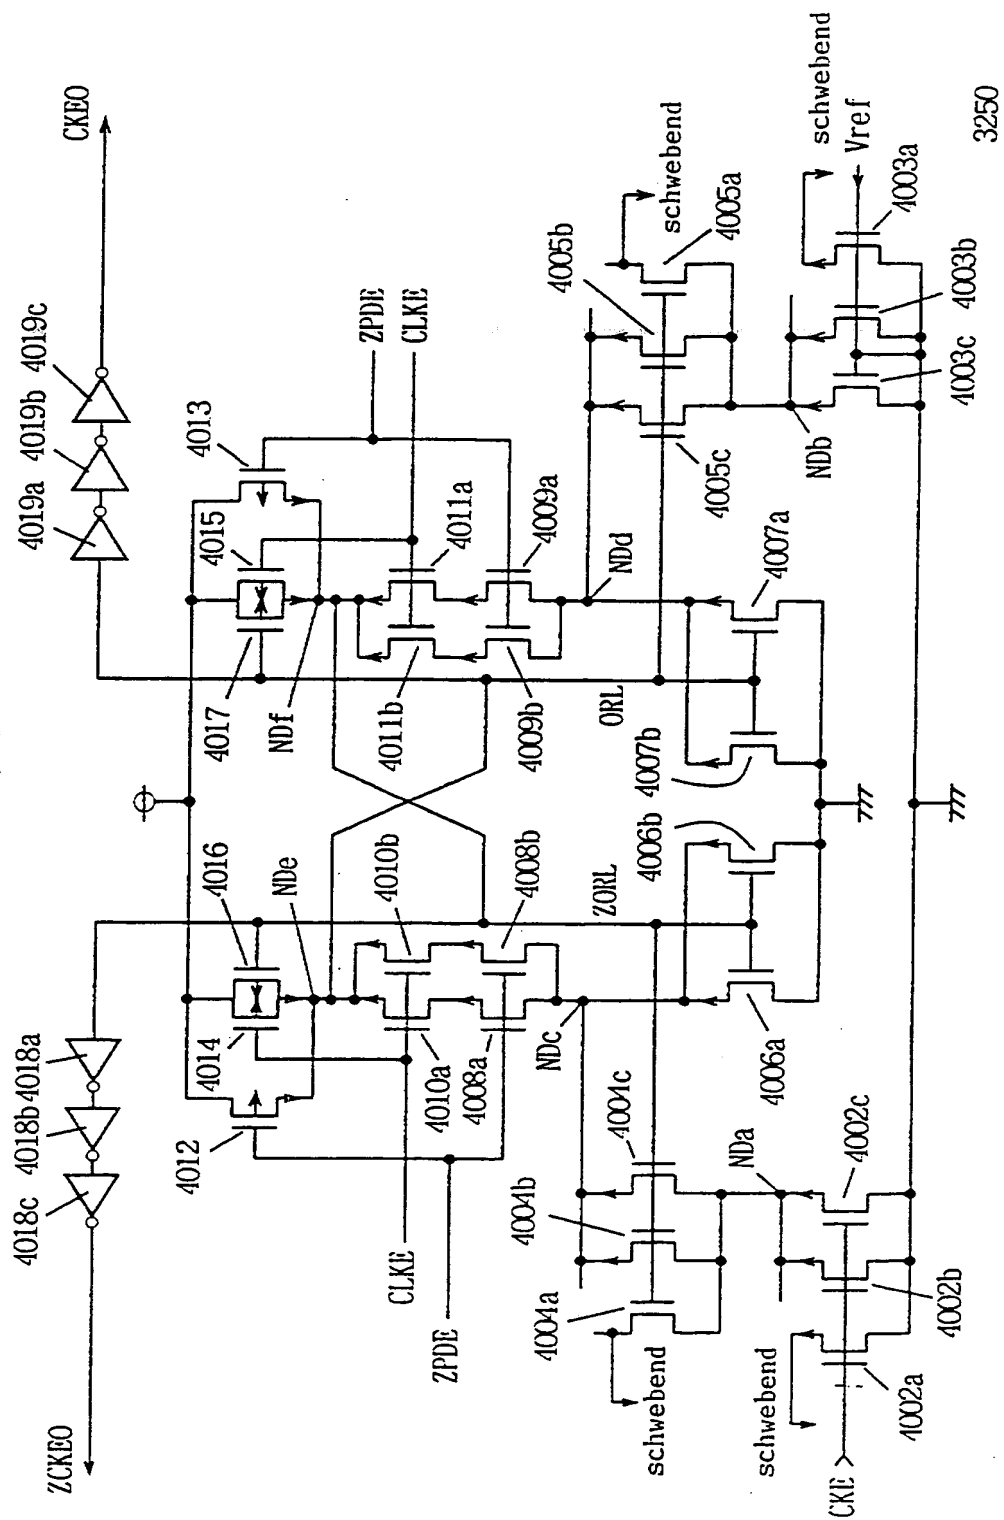 ZCKEO
CKEO
4018c
4018b
4018a
4019a
4019b
4019c
4012
4014
4016
4017
4015
4013
NDe
NDf
ZPDE
CLKE
CLKE
ZPDE
4010a
4010b
4011b
4011a
4008a
4008b
4009b
4009a
NDc
ZORL
ORL
NDd
4004a
4004b
4004c
4005c
4005b
4005a
schwebend
schwebend
4006a
4006b
4007b
4007a
NDa
NDb
schwebend
schwebend
CKE
Vref
4002a
4002b
4002c
4003c
4003b
4003a
3250